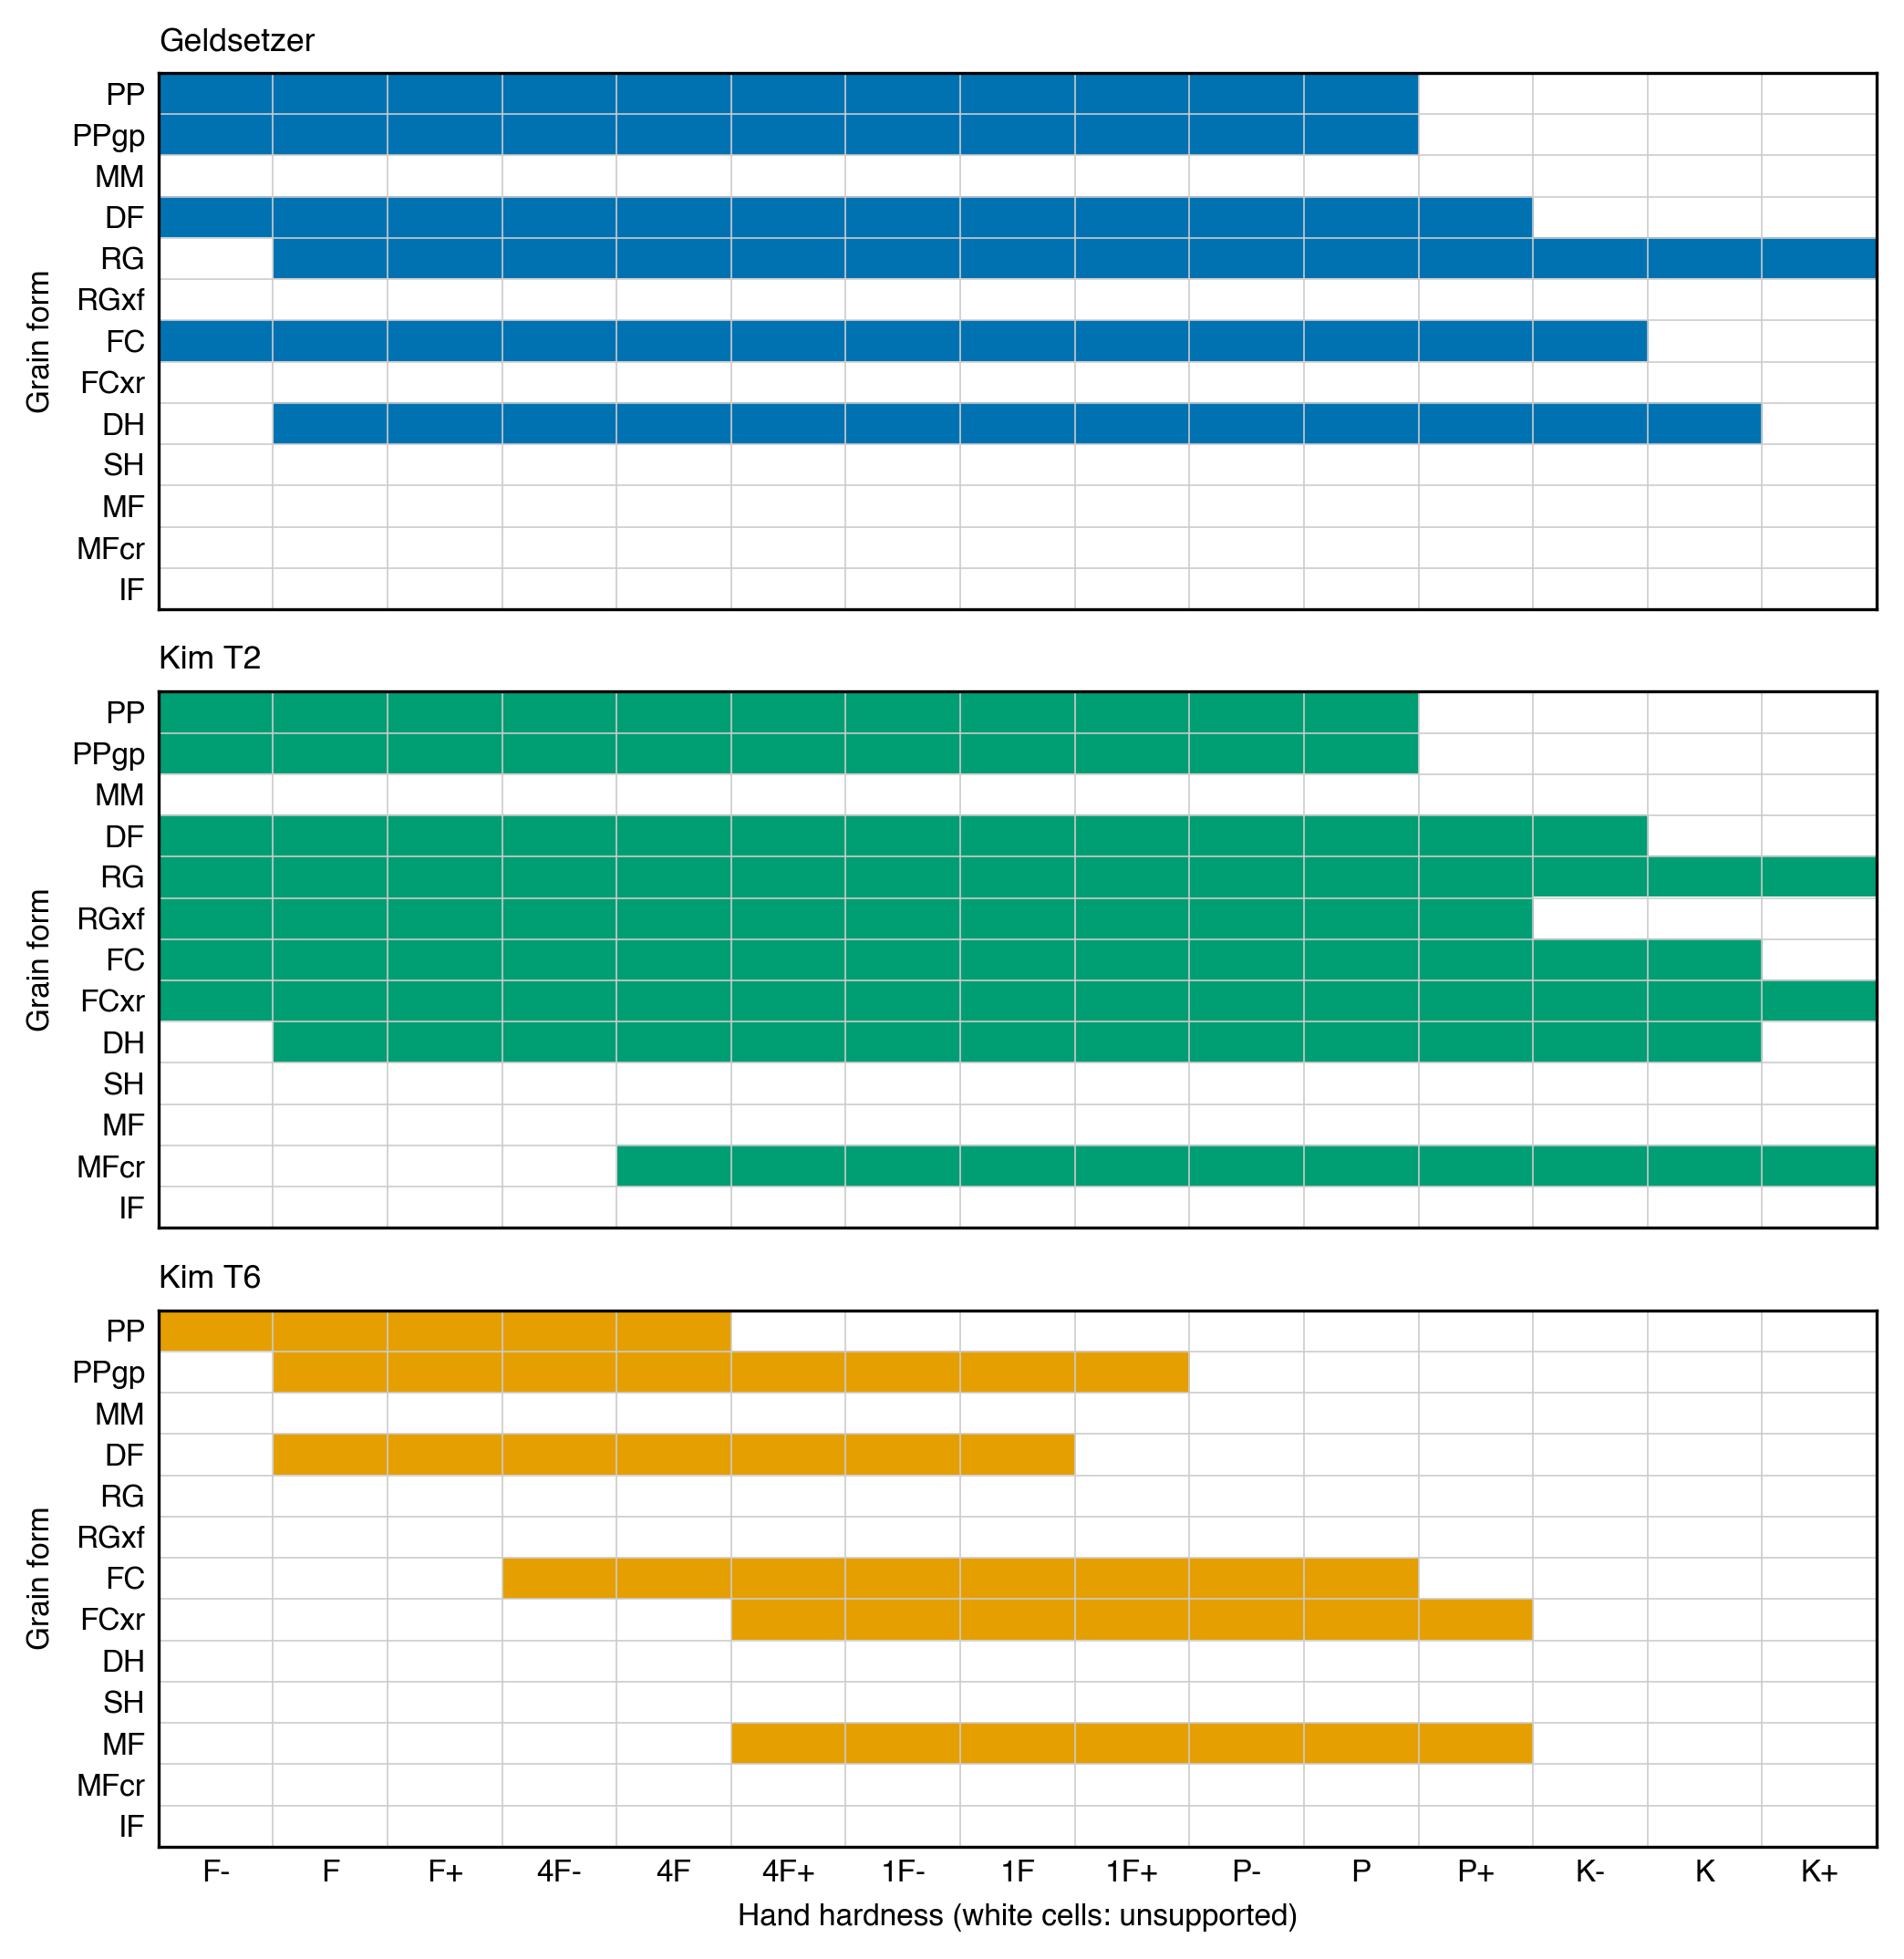 Geldsetzer
PP
PPgp
MM
DF
RG
RGxf
FC
FCxr
DH
SH
MF
MFcr
IF
Grain form
Kim T2
PP
PPgp
MM
DF
RG
RGxf
FC
FCxr
DH
SH
MF
MFcr
IF
Grain form
Kim T6
PP
PPgp
MM
DF
RG
RGxf
FC
FCxr
DH
SH
MF
MFcr
IF
Grain form
F- F F+ 4F- 4F 4F+ 1F- 1F 1F+ P- P P+ K- K K+
Hand hardness (white cells: unsupported)